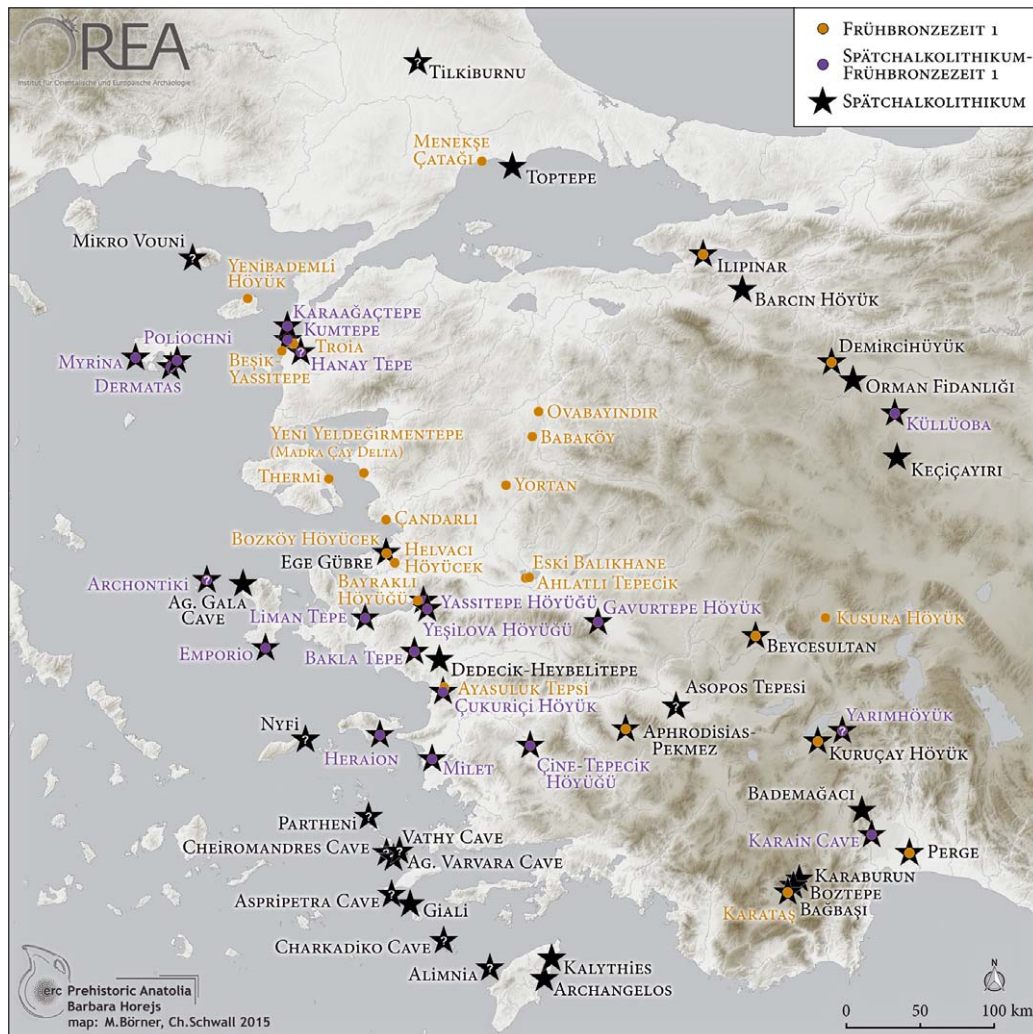 OREA
Institut für Orientalische und Europäische Archäologie
Frühbronzezeit 1
Spätchalkolithikum-
Frühbronzezeit 1
Spätchalkolithikum
?
Tilkiburnu
Menekşe
Çatağı
Toptepe
Mikro Vouni
?
Yenibademli
Höyük
Ilıpınar
Barcın Höyük
Karaağaçtepe
Kumtepe
Troia
?
Hanay Tepe
Beşik-
Yassıtepe
Poliochni
Myrina
Dermatas
Demircihüyük
Orman Fidanlığı
Küllüoba
Keçiçayırı
Ovabayındır
Babaköy
Yeni Yeldeğirmentepe
(Madra Çay Delta)
Thermi
Yortan
Çandarlı
Bozköy Höyücek
Ege Gübre
Helvacı
Höyücek
Eski Balıkhane
Ahlatlı Tepecik
Bayraklı
Höyüğü
Archontiki
?
Ag. Gala
Cave
Liman Tepe
Yassıtepe Höyüğü
Yeşilova Höyüğü
Gavurtepe Höyük
Kusura Höyük
Beycesultan
Emporio
Bakla Tepe
Dedecik-Heybelitepe
Ayasuluk Tepsi
Çukuriçi Höyük
Asopos Tepesi
?
Nyfi
?
Heraion
Milet
Çine-Tepecik
Höyüğü
Aphrodisias-
Pekmez
Yarımhöyük
?
Kuruçay Höyük
Bademağacı
Karain Cave
Perge
Partheni
?
Vathy Cave
?
Cheiromandres Cave
?
Ag. Varvara Cave
?
Aspripetra Cave
?
Giali
Karaburun
Boztepe
Bağbaşı
Karataş
Charkadiko Cave
?
Alimnia
?
Kalythies
Archangelos
erc Prehistoric Anatolia
Barbara Horejs
map: M.Börner, Ch.Schwall 2015
N
0 50 100 km